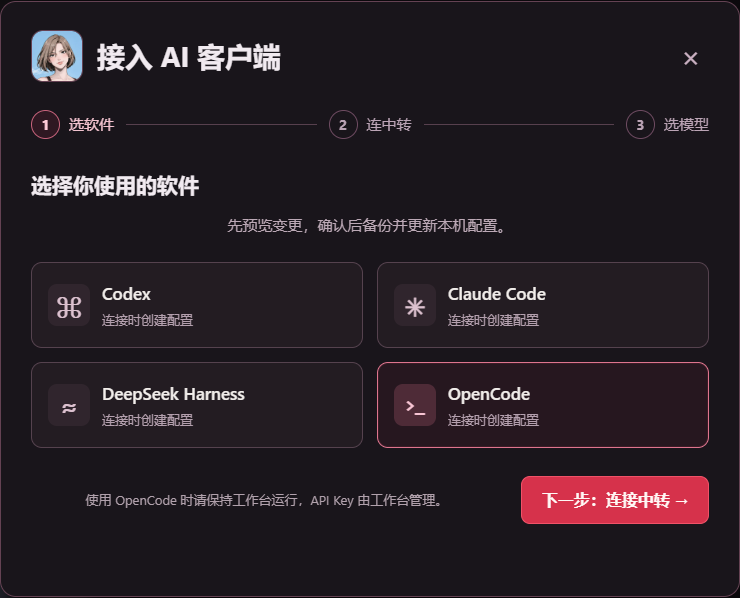 接入 AI 客户端
×
1 选软件 2 连中转 3 选模型
选择你使用的软件
先预览变更，确认后备份并更新本机配置。
⌘ Codex
连接时创建配置
✳ Claude Code
连接时创建配置
≈ DeepSeek Harness
连接时创建配置
>_ OpenCode
连接时创建配置
使用 OpenCode 时请保持工作台运行，API Key 由工作台管理。
下一步：连接中转 →